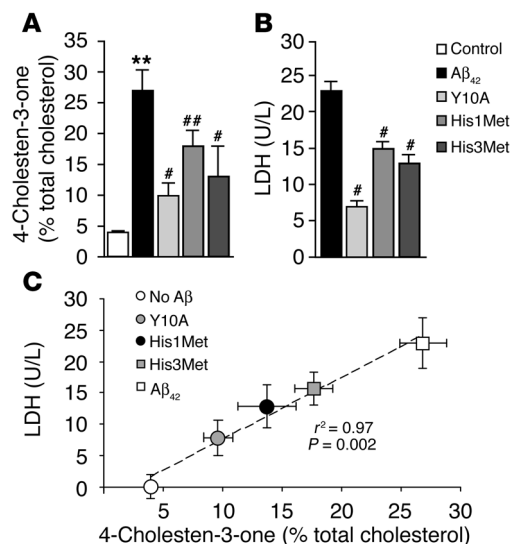 A
4-Cholesten-3-one
(% total cholesterol)
35
30
25
20
15
10
5
0
**
#
##
#
B
LDH (U/L)
30
25
20
15
10
5
0
#
#
#
Control
Aβ42
Y10A
His1Met
His3Met
C
LDH (U/L)
30
25
20
15
10
5
0
No Aβ
Y10A
His1Met
His3Met
Aβ42
r² = 0.97
P = 0.002
5 10 15 20 25 30
4-Cholesten-3-one (% total cholesterol)